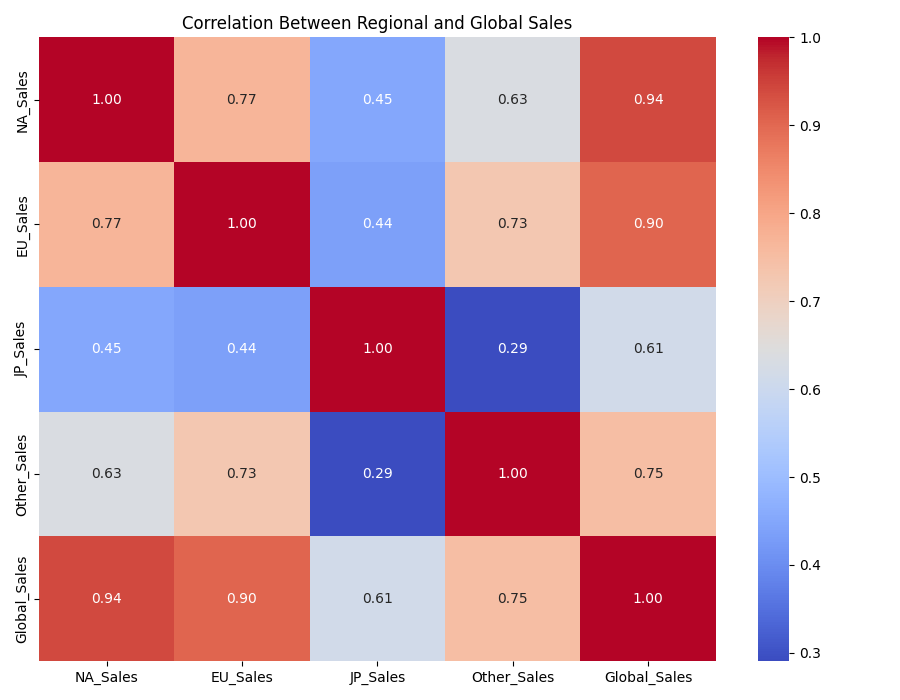 Correlation Between Regional and Global Sales
NA_Sales 1.00 0.77 0.45 0.63 0.94
EU_Sales 0.77 1.00 0.44 0.73 0.90
JP_Sales 0.45 0.44 1.00 0.29 0.61
Other_Sales 0.63 0.73 0.29 1.00 0.75
Global_Sales 0.94 0.90 0.61 0.75 1.00
NA_Sales EU_Sales JP_Sales Other_Sales Global_Sales
1.0
0.9
0.8
0.7
0.6
0.5
0.4
0.3